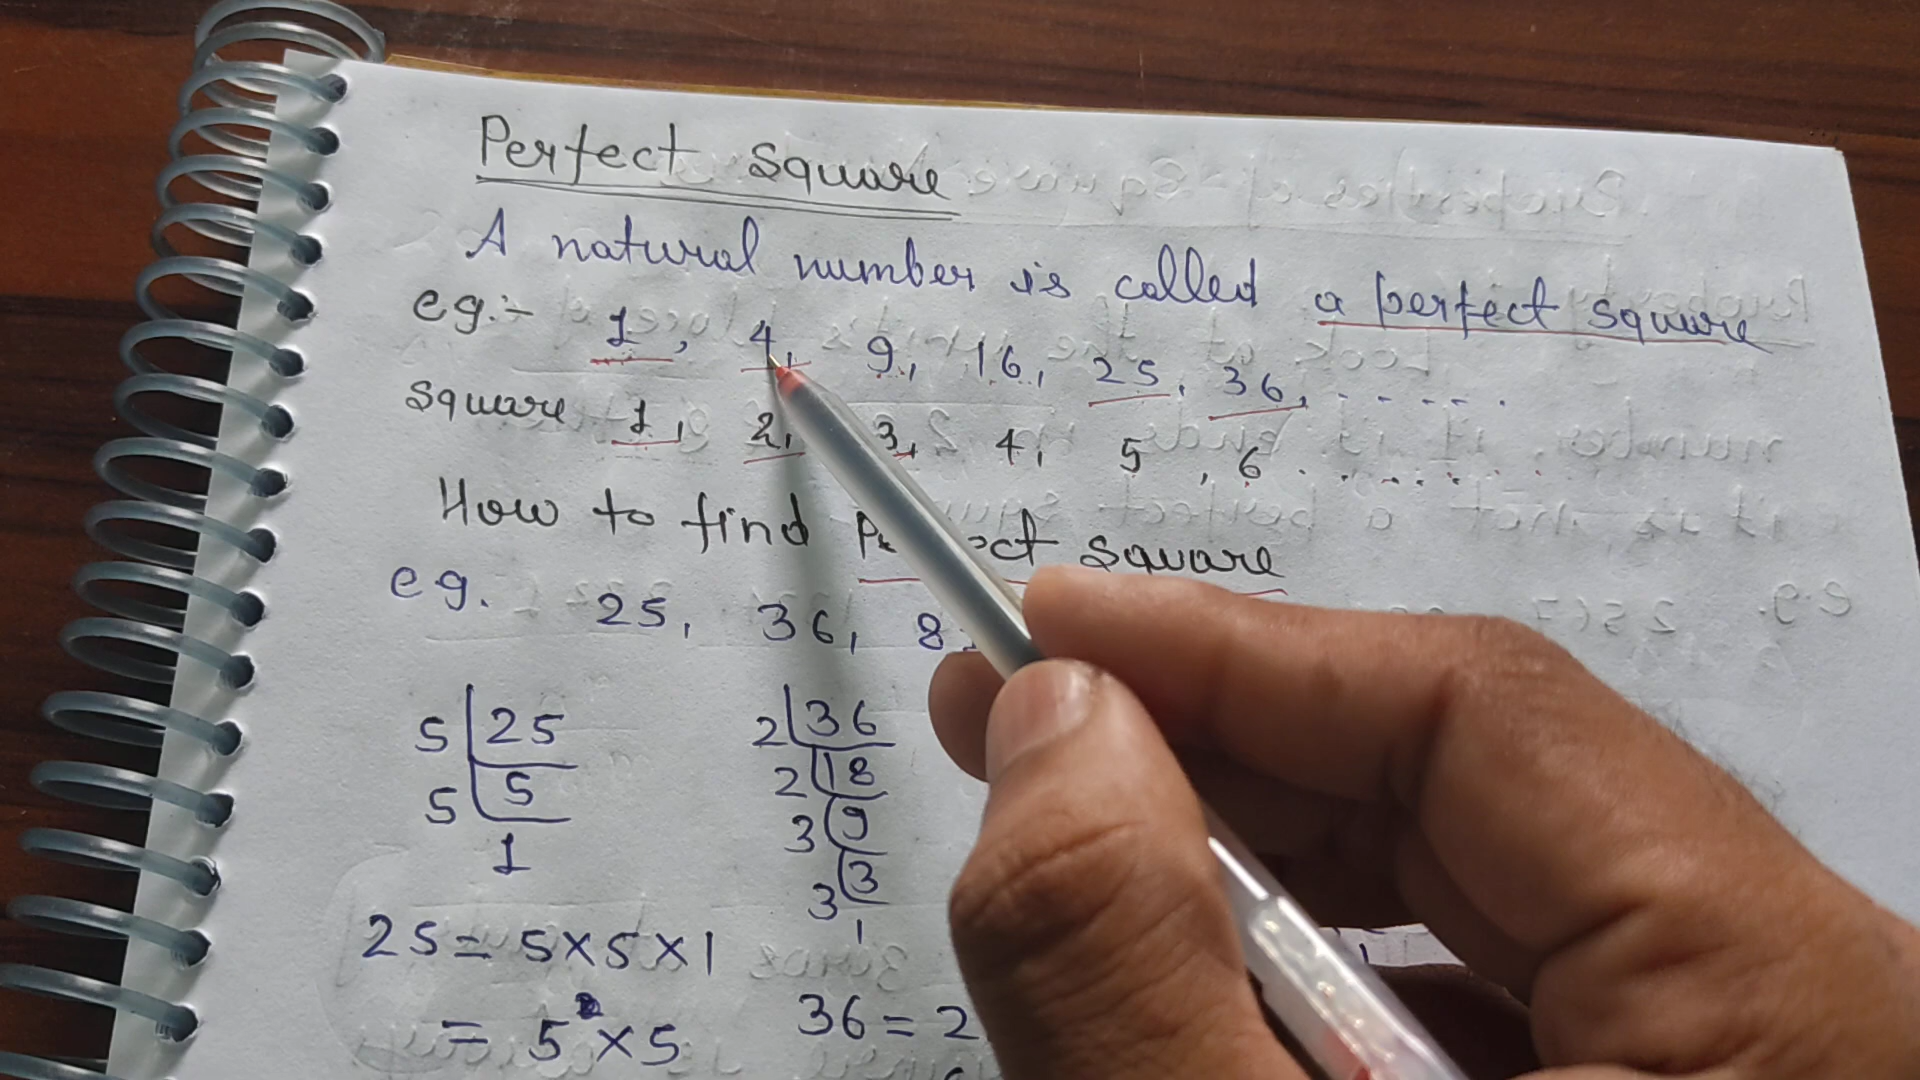 Perfect Square
A natural number is called a perfect square
eg:- 1, 4, 9, 16, 25, 36, ......
square 1, 2, 3, 4, 5, 6 .......
How to find square
eg. 25, 36,
5 25
5 5
1
2 36
2 18
3 9
3 3
1
25 = 5×5×1
= 5 ×5
36 = 2